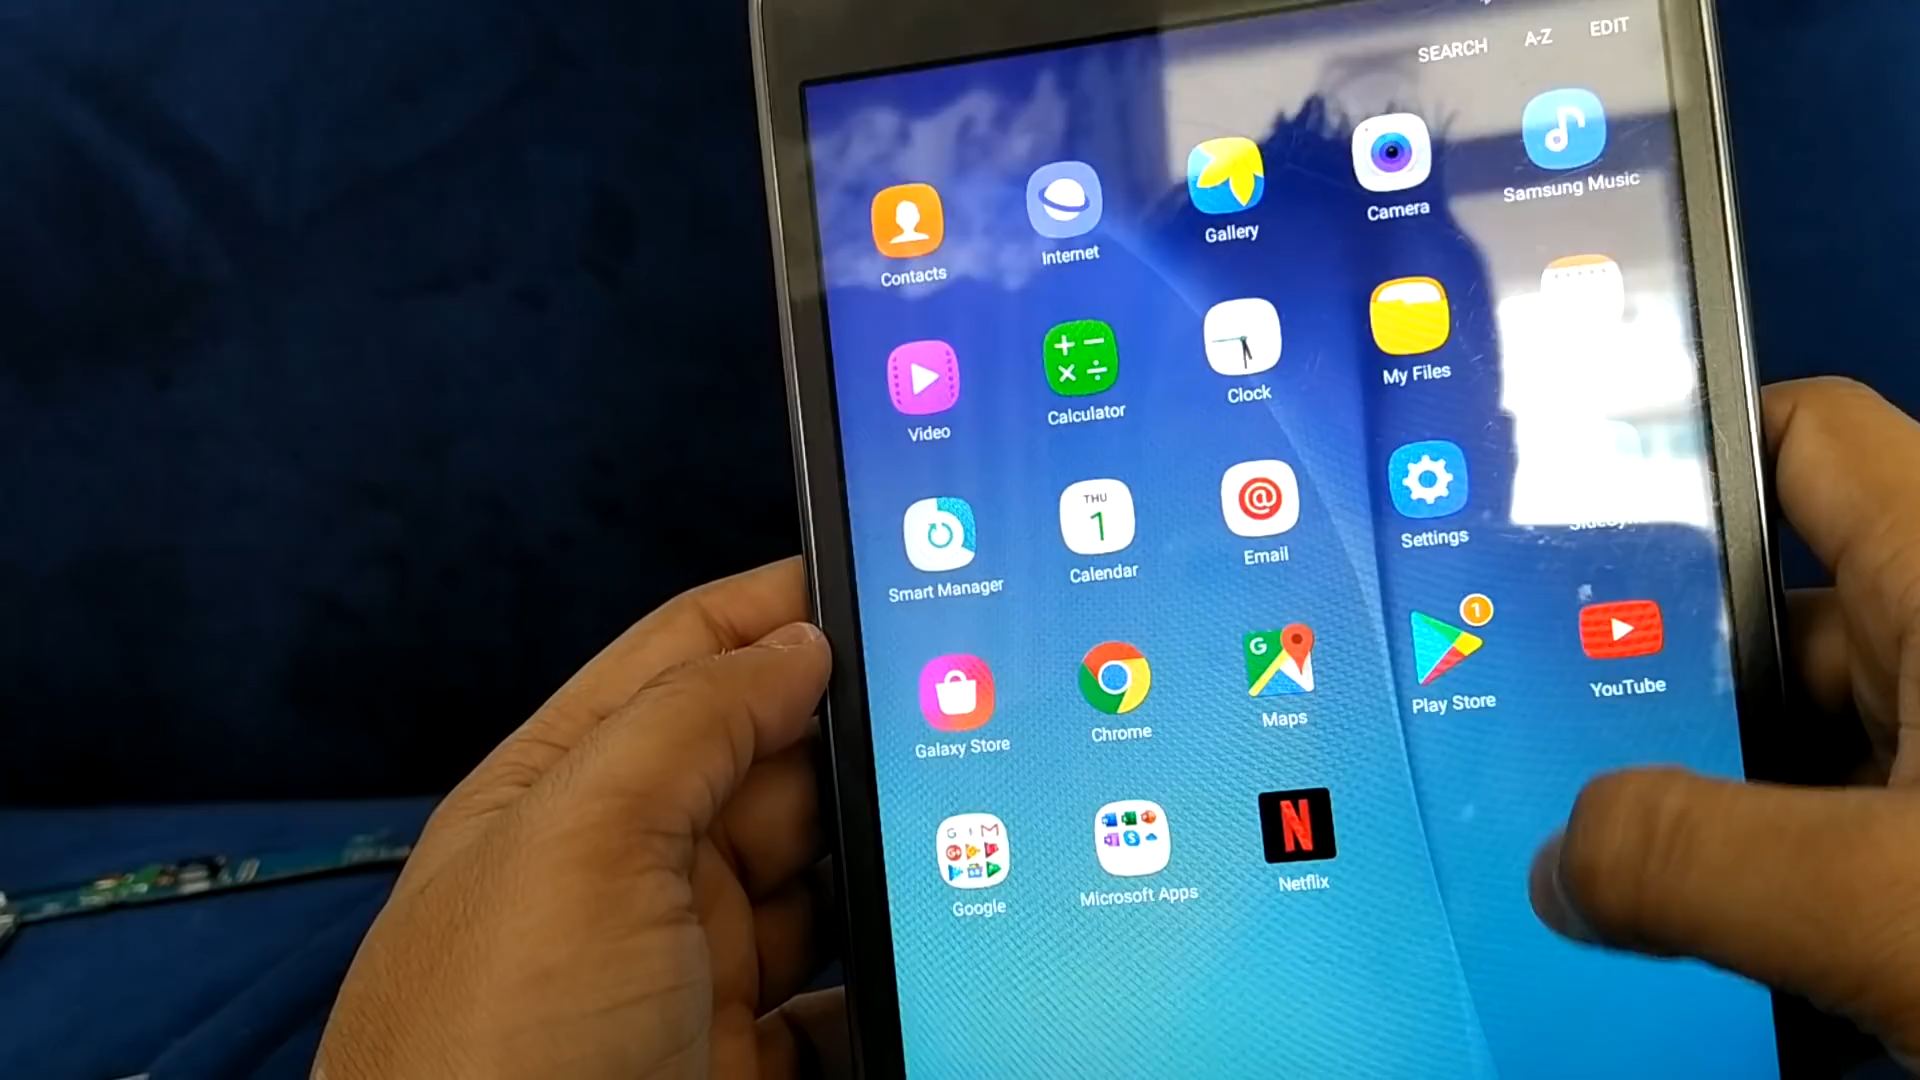 SEARCH A-Z EDIT
Contacts
Internet
Gallery
Camera
Samsung Music
Video
Calculator
Clock
My Files
Smart Manager
THU
1
Calendar
@
Email
Settings
Galaxy Store
Chrome
G
Maps
1
Play Store
YouTube
Google
Microsoft Apps
N
Netflix